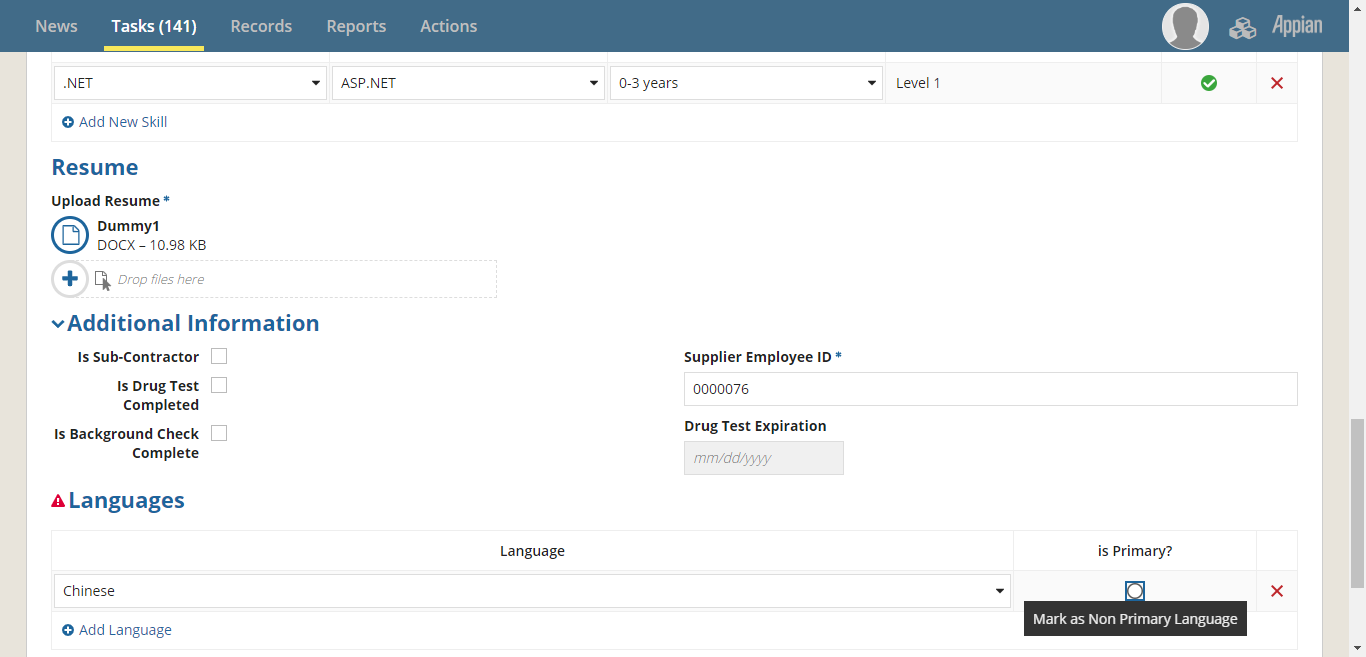 News Tasks (141) Records Reports Actions Appian
.NET ASP.NET 0-3 years Level 1
Add New Skill
Resume
Upload Resume *
Dummy1
DOCX – 10.98 KB
Drop files here
Additional Information
Is Sub-Contractor
Is Drug Test
Completed
Is Background Check
Complete
Supplier Employee ID *
0000076
Drug Test Expiration
mm/dd/yyyy
Languages
Language is Primary?
Chinese
Mark as Non Primary Language
Add Language